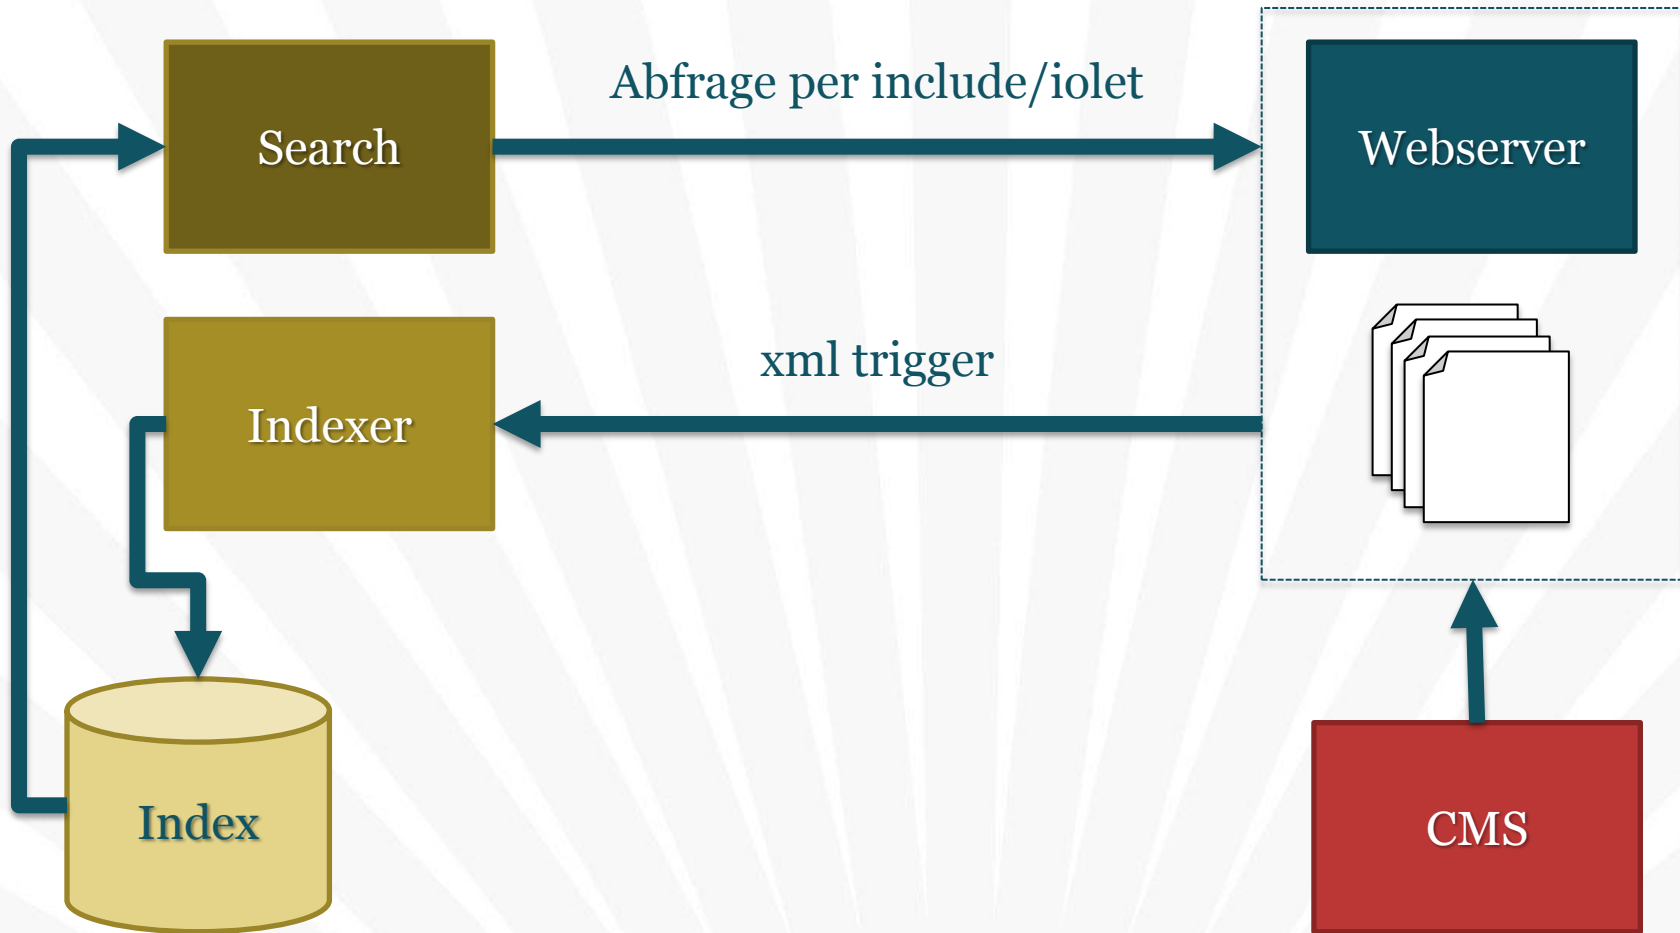 Search
Abfrage per include/iolet
Webserver
Indexer
xml trigger
Index
CMS